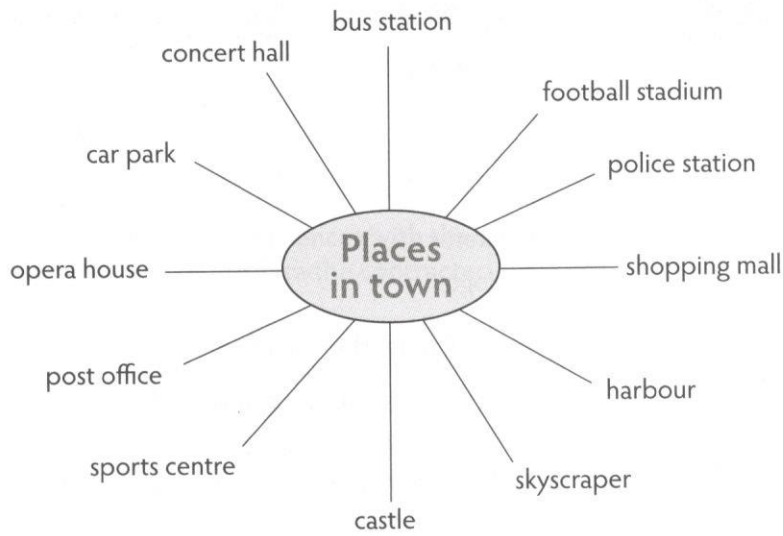 bus station
concert hall
football stadium
car park
police station
Places
in town
opera house
shopping mall
post office
harbour
sports centre
skyscraper
castle